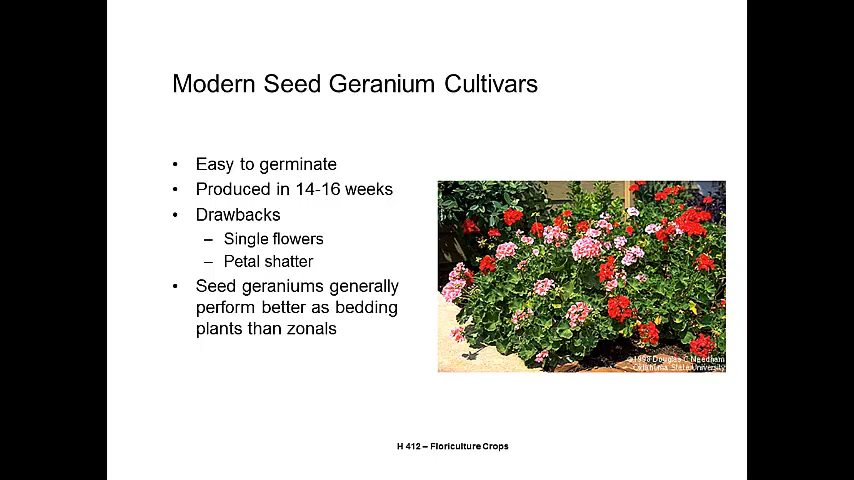 Modern Seed Geranium Cultivars
• Easy to germinate
• Produced in 14-16 weeks
• Drawbacks
– Single flowers
– Petal shatter
• Seed geraniums generally
perform better as bedding
plants than zonals
©1998 Douglas C Needham
Oklahoma State University
H 412 – Floriculture Crops